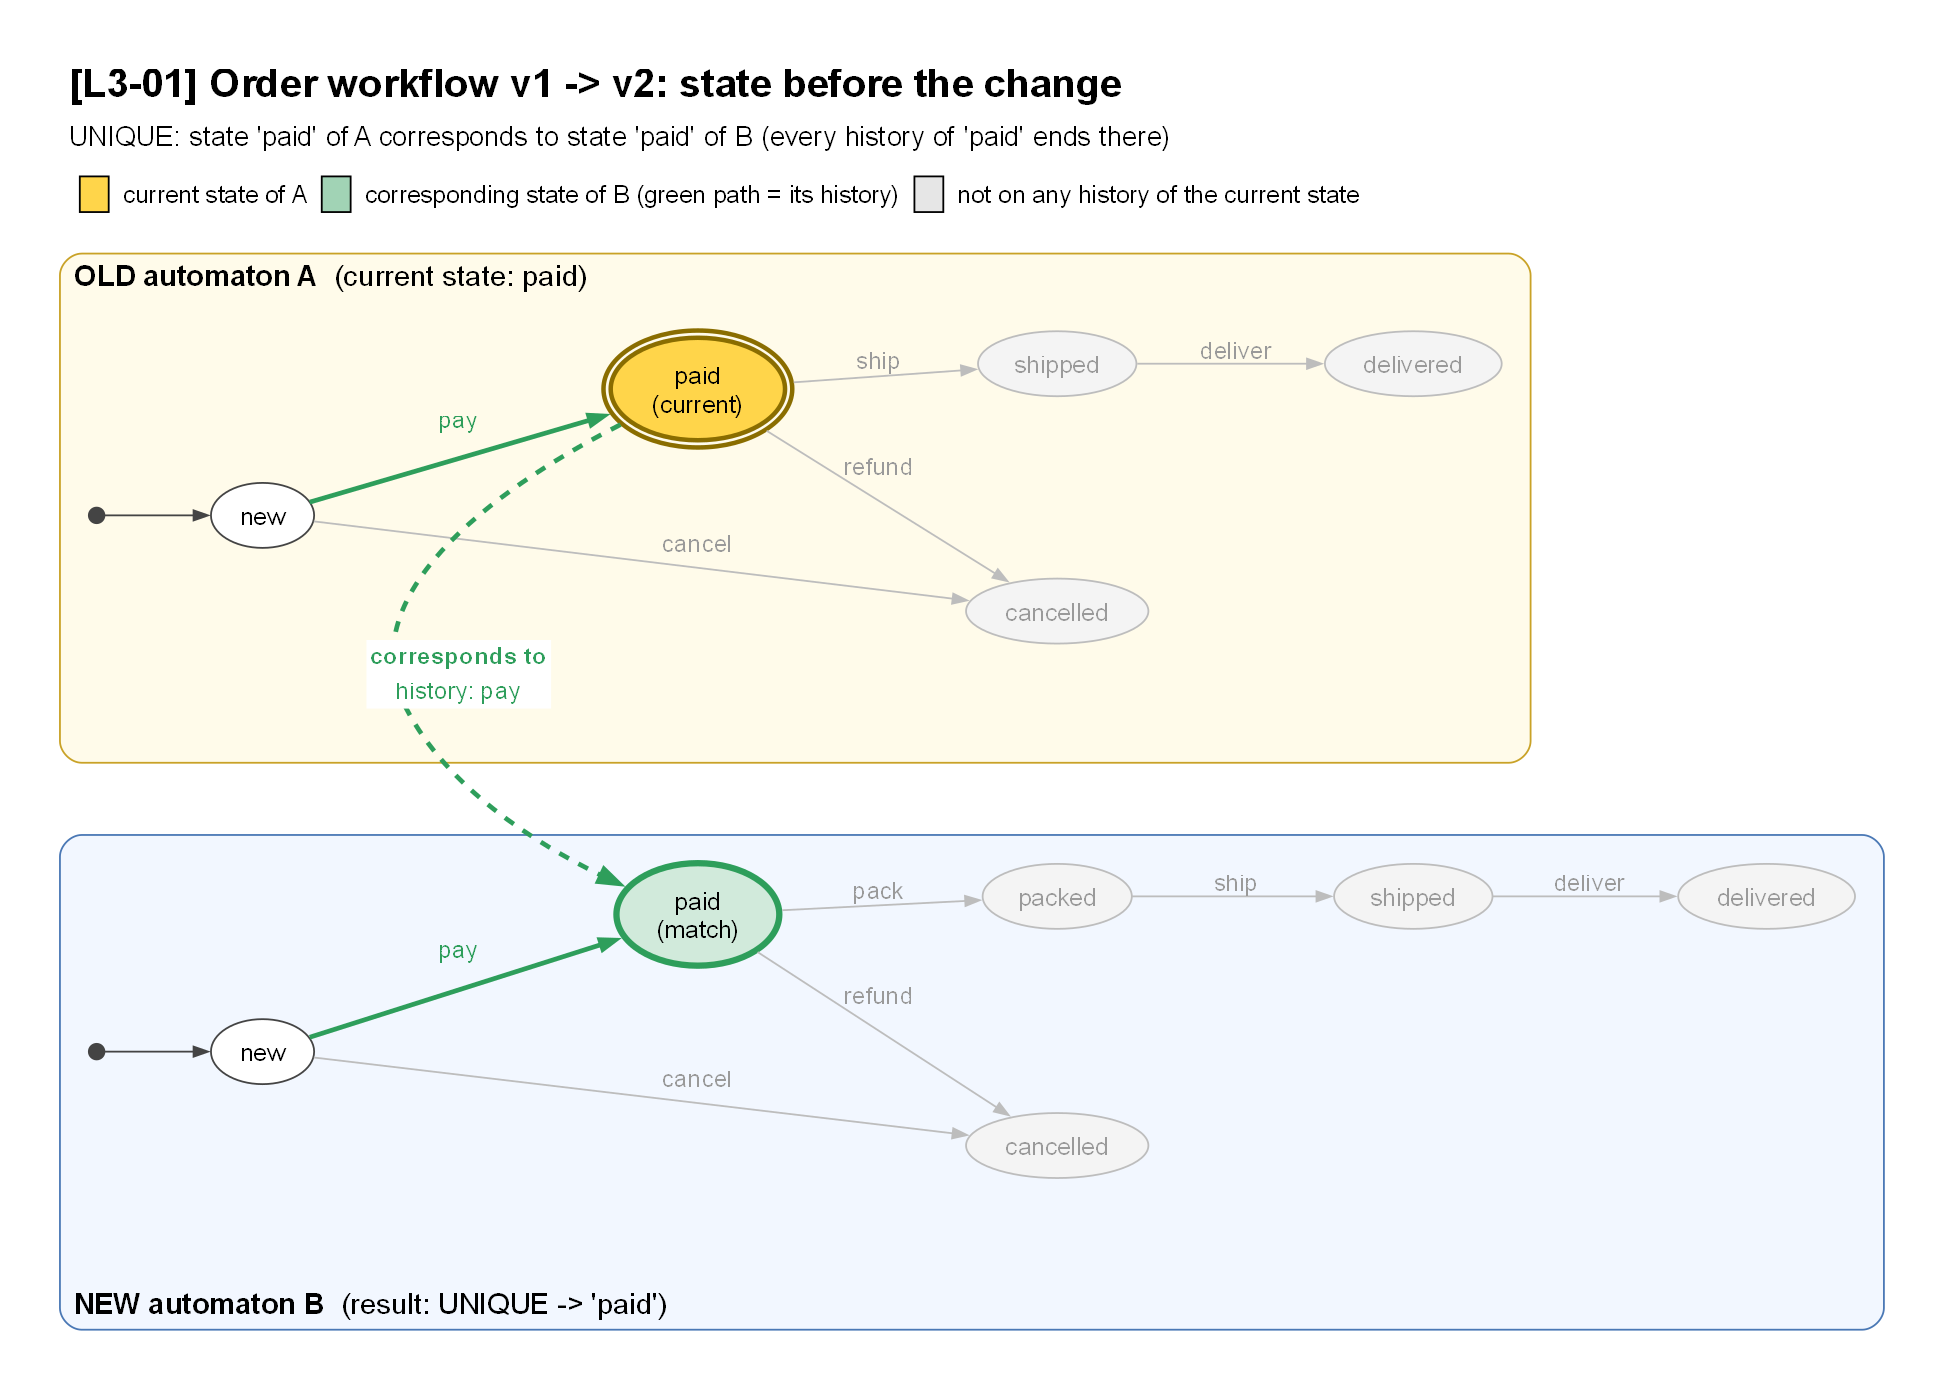 [L3-01] Order workflow v1 -> v2: state before the change
UNIQUE: state 'paid' of A corresponds to state 'paid' of B (every history of 'paid' ends there)
current state of A
corresponding state of B (green path = its history)
not on any history of the current state
OLD automaton A (current state: paid)
paid
(current)
ship
shipped
deliver
delivered
pay
refund
new
cancel
cancelled
corresponds to
history: pay
paid
(match)
pack
packed
ship
shipped
deliver
delivered
pay
refund
new
cancel
cancelled
NEW automaton B (result: UNIQUE -> 'paid')